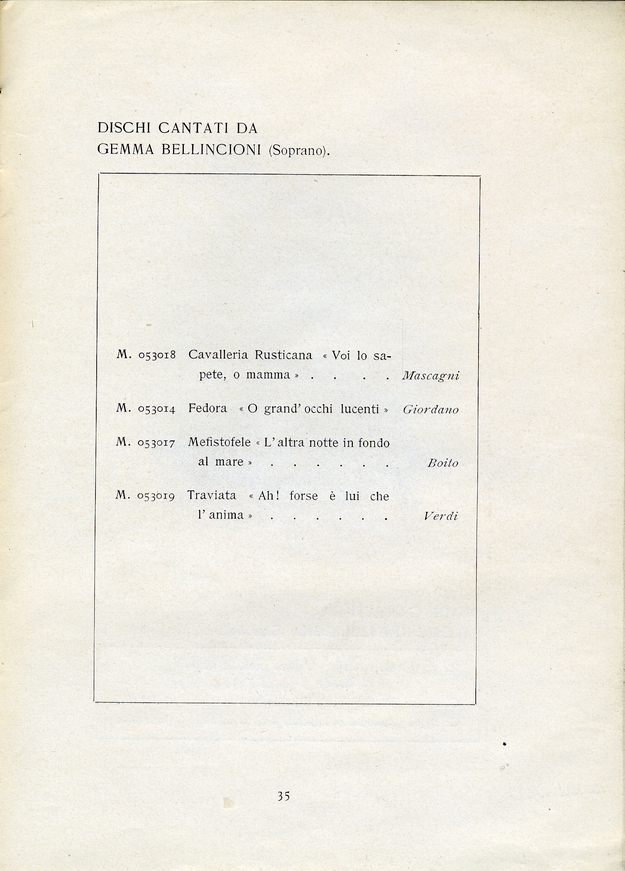 DISCHI CANTATI DA
GEMMA BELLINCIONI (Soprano).
M. 053018 Cavalleria Rusticana « Voi lo sa-
pete, o mamma » . . . . Mascagni
M. 053014 Fedora « O grand' occhi lucenti » Giordano
M. 053017 Mefistofele « L'altra notte in fondo
al mare » . . . . . . Boito
M. 053019 Traviata « Ah! forse è lui che
l'anima » . . . . . . Verdi
35